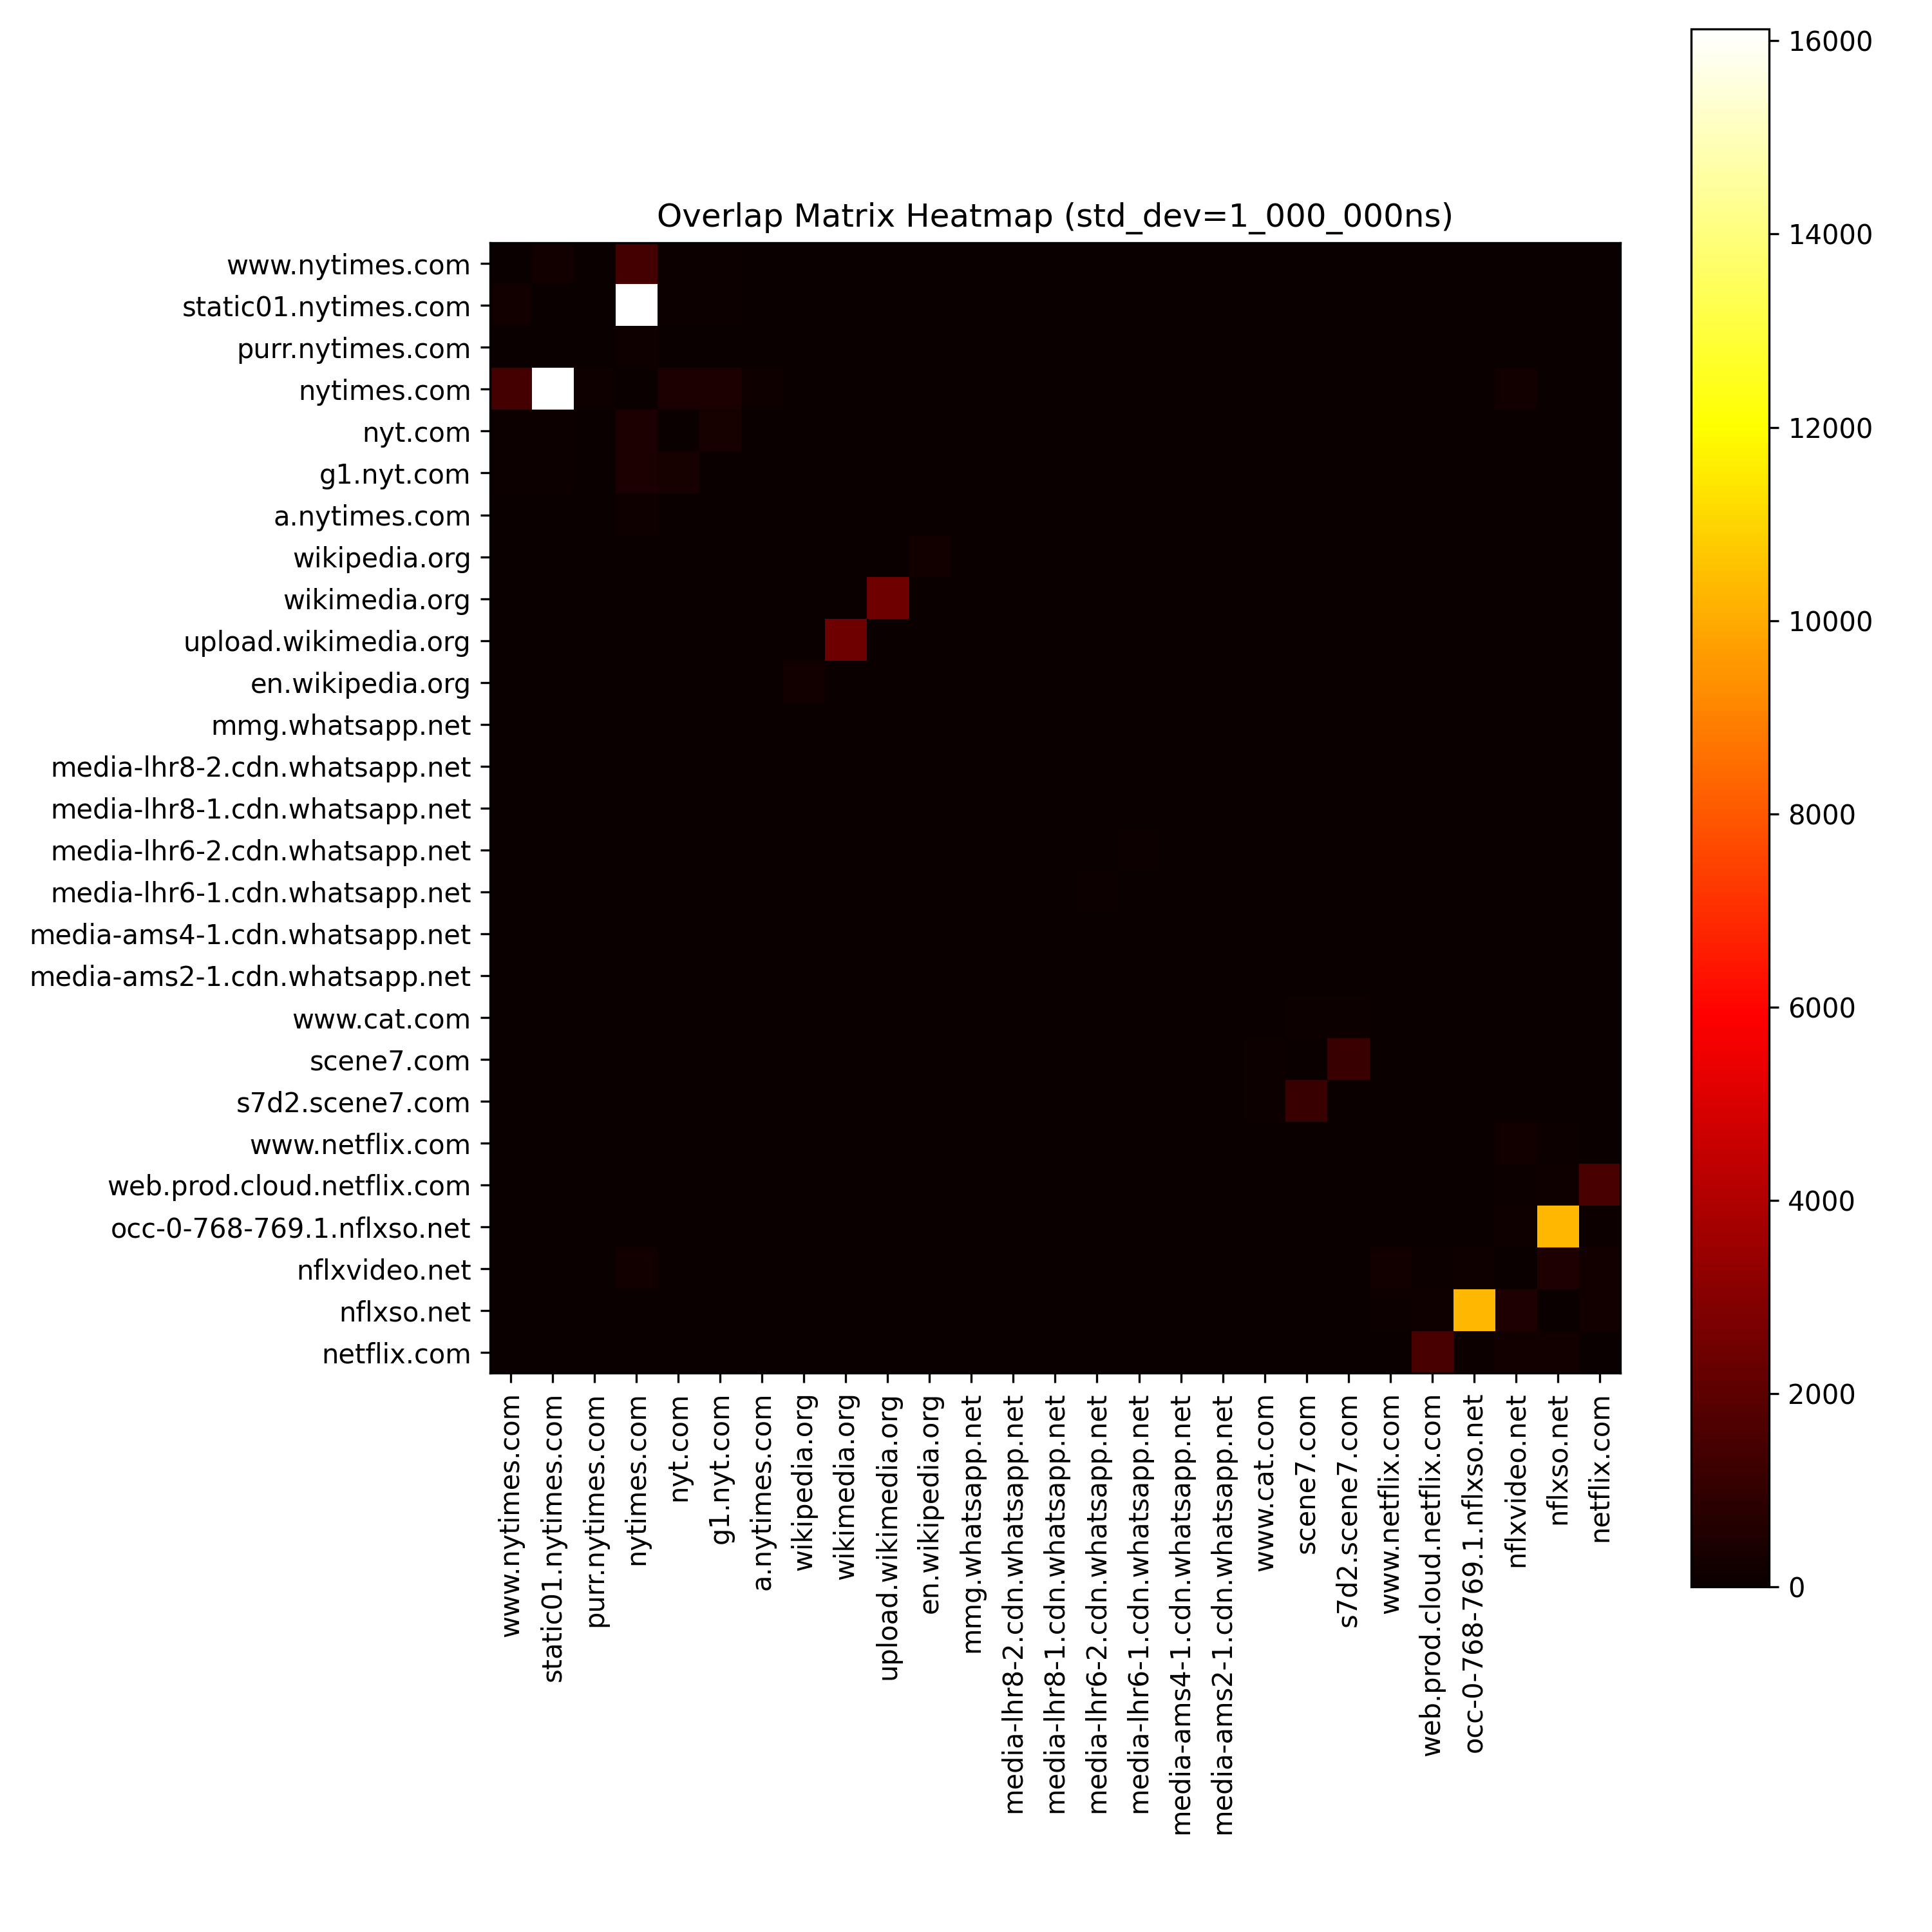 Overlap Matrix Heatmap (std_dev=1_000_000ns)
www.nytimes.com
static01.nytimes.com
purr.nytimes.com
nytimes.com
nyt.com
g1.nyt.com
a.nytimes.com
wikipedia.org
wikimedia.org
upload.wikimedia.org
en.wikipedia.org
mmg.whatsapp.net
media-lhr8-2.cdn.whatsapp.net
media-lhr8-1.cdn.whatsapp.net
media-lhr6-2.cdn.whatsapp.net
media-lhr6-1.cdn.whatsapp.net
media-ams4-1.cdn.whatsapp.net
media-ams2-1.cdn.whatsapp.net
www.cat.com
scene7.com
s7d2.scene7.com
www.netflix.com
web.prod.cloud.netflix.com
occ-0-768-769.1.nflxso.net
nflxvideo.net
nflxso.net
netflix.com
www.nytimes.com
static01.nytimes.com
purr.nytimes.com
nytimes.com
nyt.com
g1.nyt.com
a.nytimes.com
wikipedia.org
wikimedia.org
upload.wikimedia.org
en.wikipedia.org
mmg.whatsapp.net
media-lhr8-2.cdn.whatsapp.net
media-lhr8-1.cdn.whatsapp.net
media-lhr6-2.cdn.whatsapp.net
media-lhr6-1.cdn.whatsapp.net
media-ams4-1.cdn.whatsapp.net
media-ams2-1.cdn.whatsapp.net
www.cat.com
scene7.com
s7d2.scene7.com
www.netflix.com
web.prod.cloud.netflix.com
occ-0-768-769.1.nflxso.net
nflxvideo.net
nflxso.net
netflix.com
16000
14000
12000
10000
8000
6000
4000
2000
0